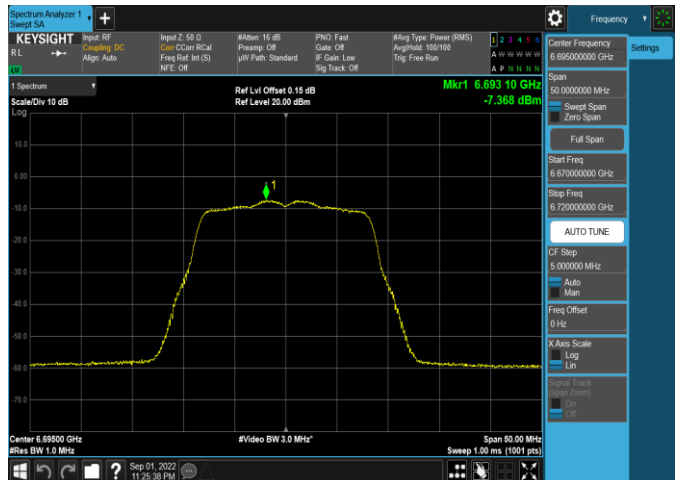 Spectrum Analyzer 1
Swept SA
Frequency
KEYSIGHT
Input: RF
Input Z: 50 Ω
#Atten: 16 dB
PNO: Fast
#Avg Type: Power (RMS)
1 2 3 4 5 6
RL
Coupling: DC
Corr CCorr RCal
Preamp: Off
Gate: Off
Avg|Hold: 100/100
A W W W W W
Align: Auto
Freq Ref: Int (S)
µW Path: Standard
IF Gain: Low
Trig: Free Run
NFE: Off
Sig Track: Off
A P N N N N
1 Spectrum
Ref Lvl Offset 0.15 dB
Mkr1 6.693 10 GHz
Scale/Div 10 dB
Ref Level 20.00 dBm
-7.368 dBm
Log
10.0
0.00
1
-10.0
-20.0
-30.0
-40.0
-50.0
-60.0
-70.0
Center 6.69500 GHz
#Video BW 3.0 MHz*
Span 50.00 MHz
#Res BW 1.0 MHz
Sweep 1.00 ms (1001 pts)
Sep 01, 2022
11:25:38 PM
?
Settings
Center Frequency
6.695000000 GHz
Span
50.0000000 MHz
Swept Span
Zero Span
Full Span
Start Freq
6.670000000 GHz
Stop Freq
6.720000000 GHz
AUTO TUNE
CF Step
5.000000 MHz
Auto
Man
Freq Offset
0 Hz
X Axis Scale
Log
Lin
Signal Track
(Span Zoom)
On
Off